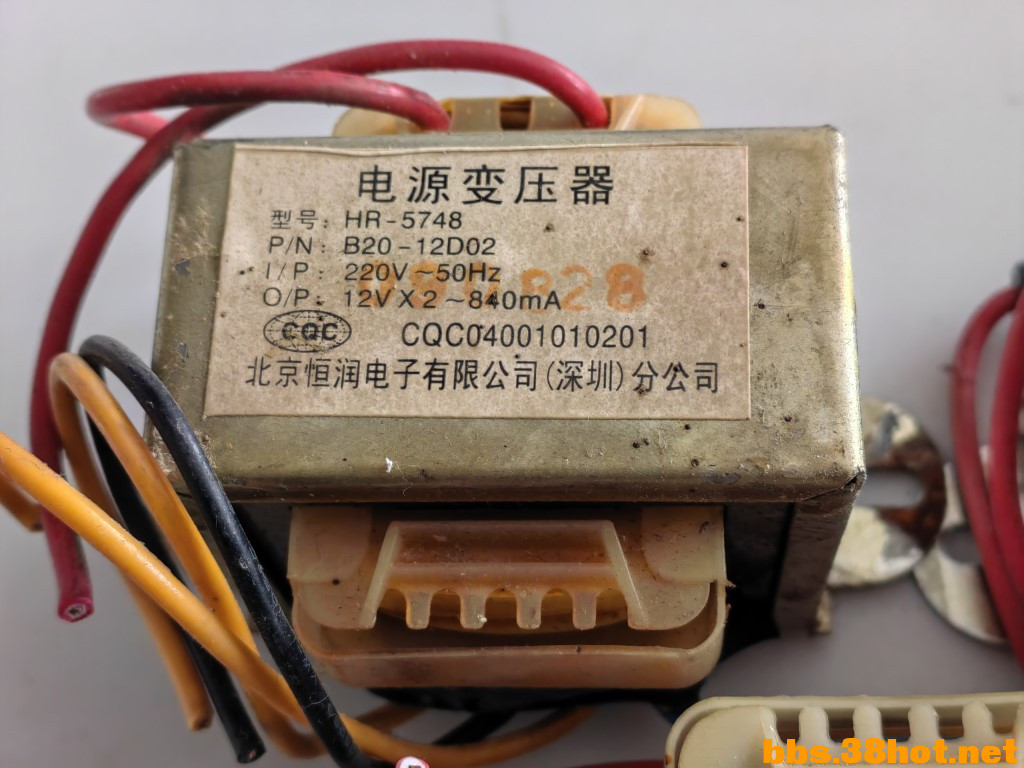 电源变压器
型号: HR-5748
P/N: B20-12D02
I/P: 220V~50Hz
O/P: 12V X 2~840mA
090828
CQC CQC04001010201
北京恒润电子有限公司(深圳)分公司
bbs.38hot.net